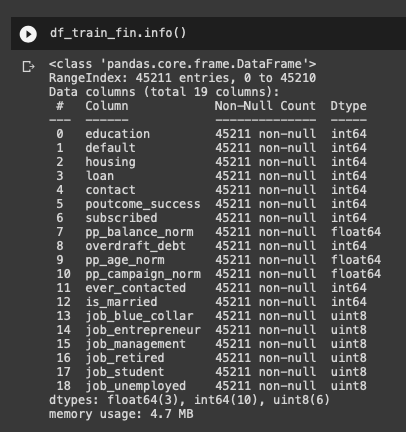 df_train_fin.info()
<class 'pandas.core.frame.DataFrame'>
RangeIndex: 45211 entries, 0 to 45210
Data columns (total 19 columns):
 #   Column            Non-Null Count  Dtype
---  ------            --------------  -----
 0   education         45211 non-null  int64
 1   default           45211 non-null  int64
 2   housing           45211 non-null  int64
 3   loan              45211 non-null  int64
 4   contact           45211 non-null  int64
 5   poutcome_success  45211 non-null  int64
 6   subscribed        45211 non-null  int64
 7   pp_balance_norm   45211 non-null  float64
 8   overdraft_debt    45211 non-null  int64
 9   pp_age_norm       45211 non-null  float64
 10  pp_campaign_norm  45211 non-null  float64
 11  ever_contacted    45211 non-null  int64
 12  is_married        45211 non-null  int64
 13  job_blue_collar   45211 non-null  uint8
 14  job_entrepreneur  45211 non-null  uint8
 15  job_management    45211 non-null  uint8
 16  job_retired       45211 non-null  uint8
 17  job_student       45211 non-null  uint8
 18  job_unemployed    45211 non-null  uint8
dtypes: float64(3), int64(10), uint8(6)
memory usage: 4.7 MB